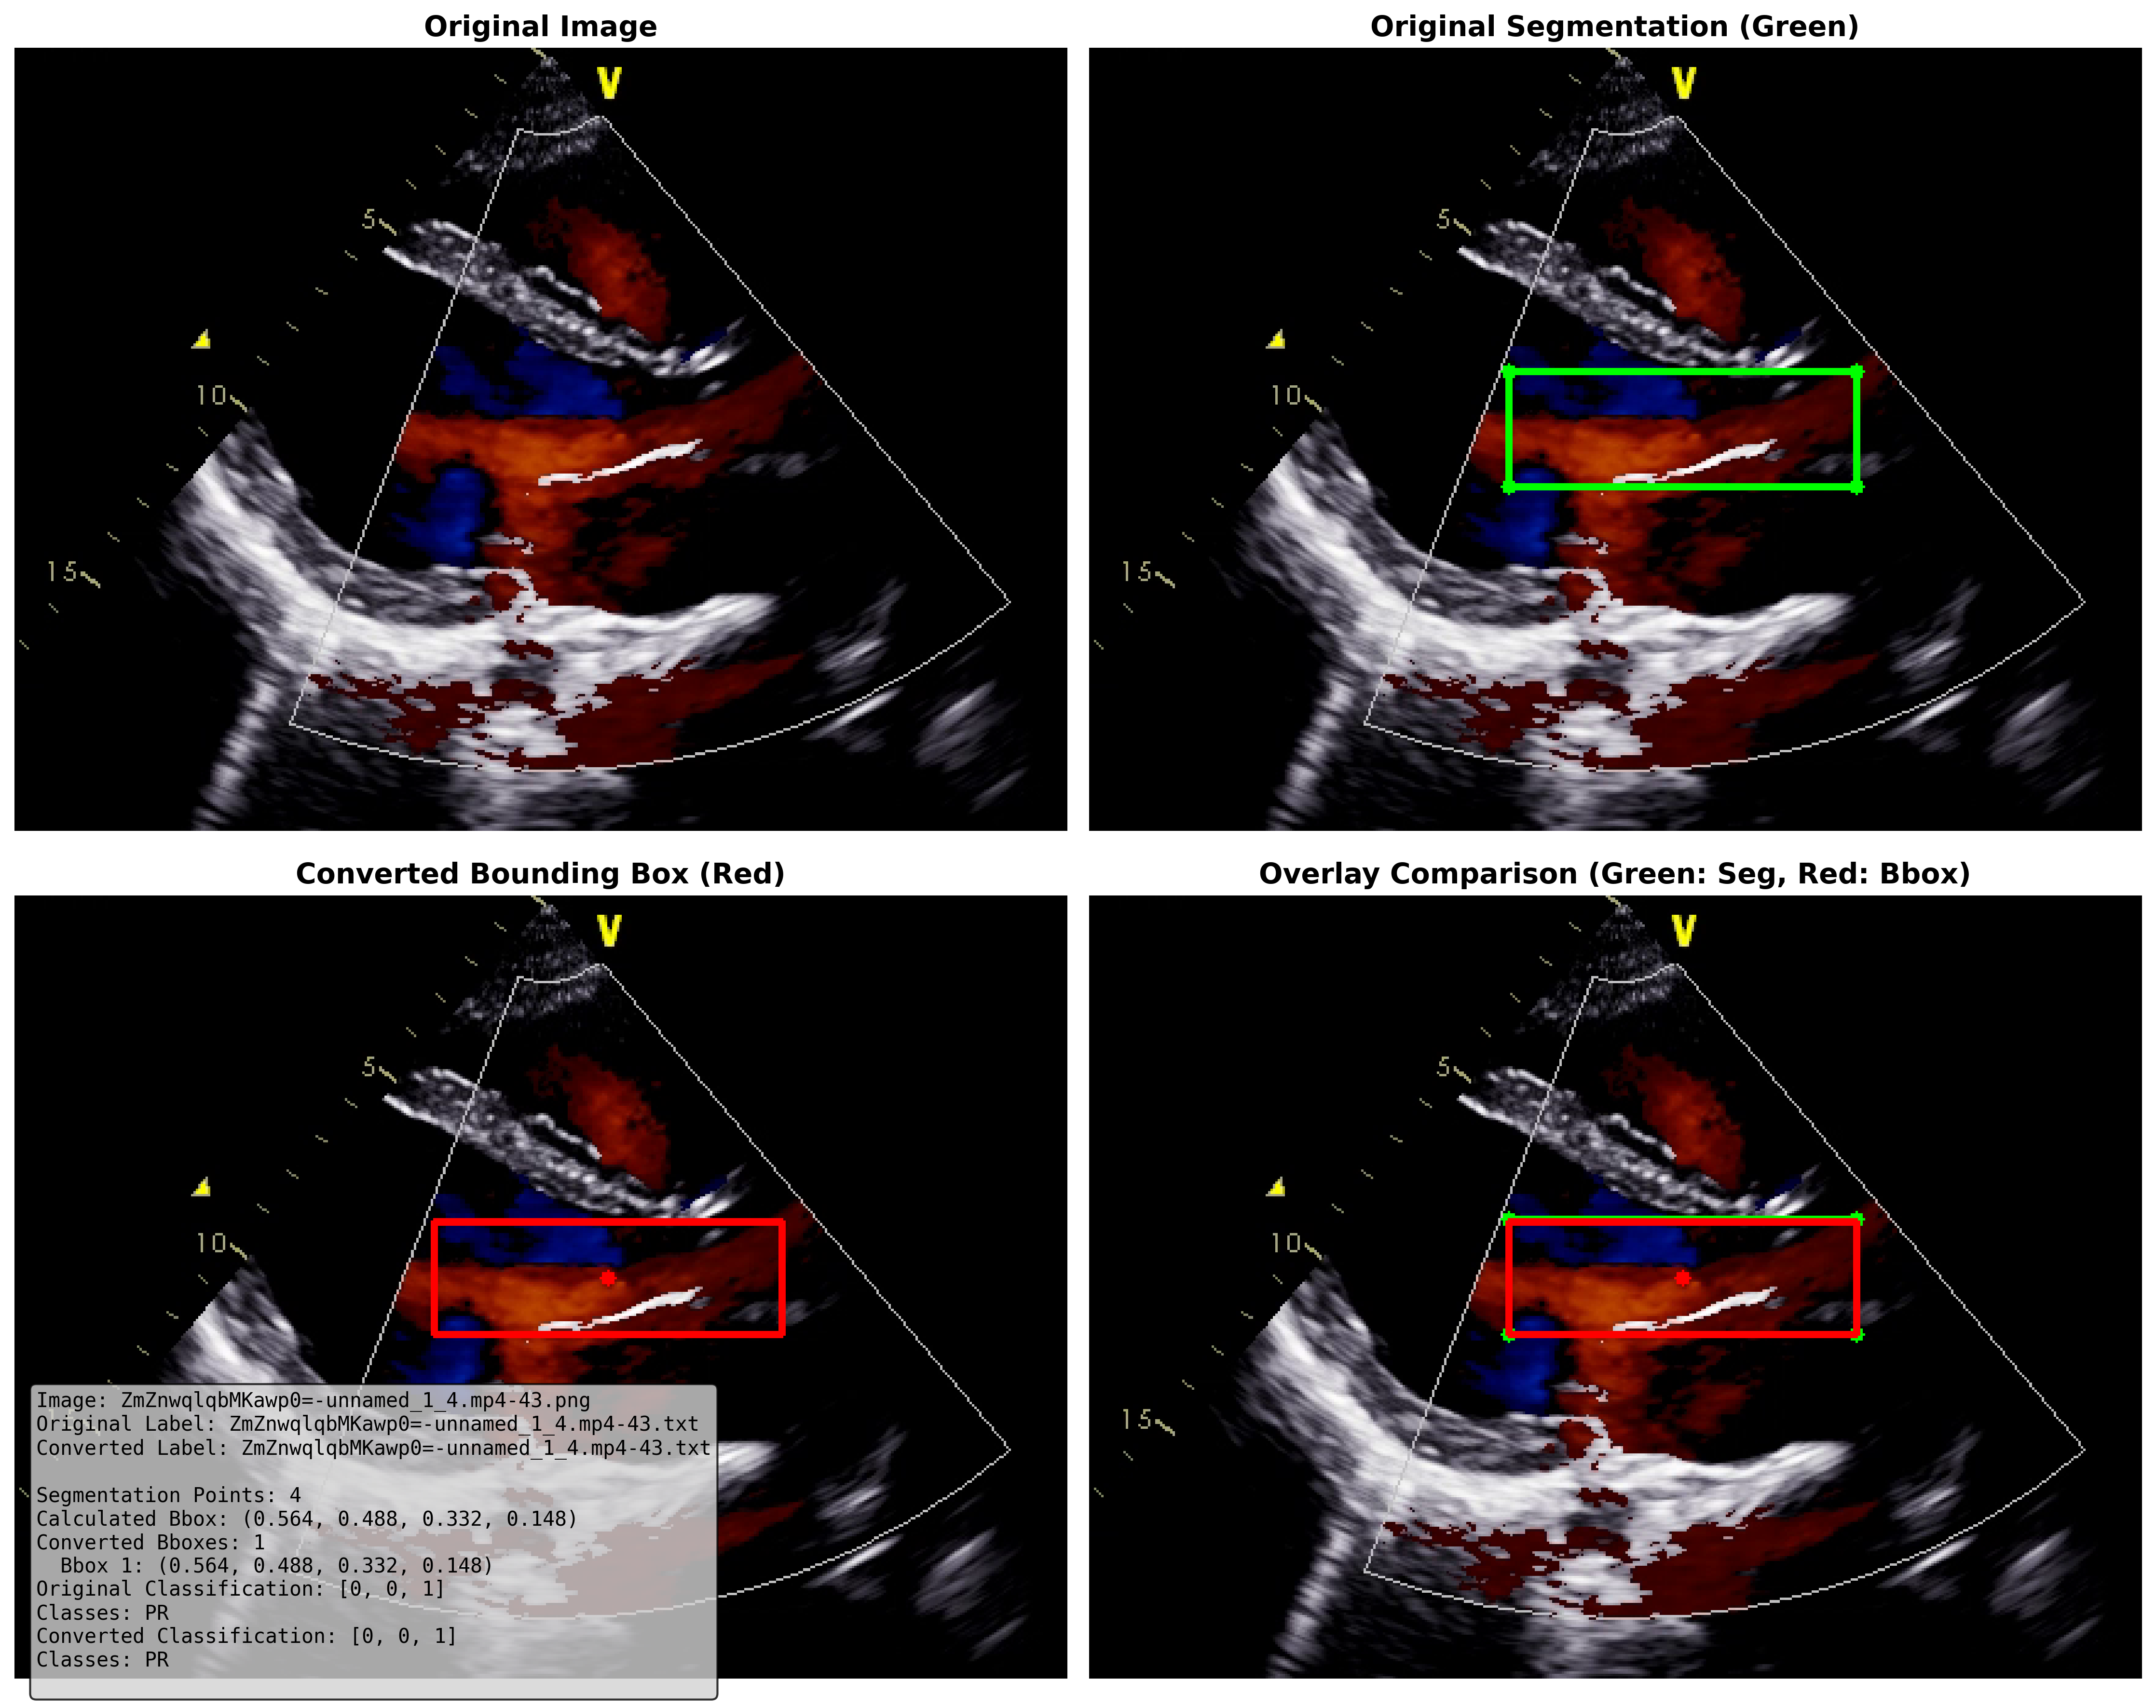 Original Image
Original Segmentation (Green)
V
5
10
15
V
5
10
15
Converted Bounding Box (Red)
Overlay Comparison (Green: Seg, Red: Bbox)
V
5
10
V
5
10
15
Image: ZmZnwqlqbMKawp0=-unnamed_1_4.mp4-43.png
Original Label: ZmZnwqlqbMKawp0=-unnamed_1_4.mp4-43.txt
Converted Label: ZmZnwqlqbMKawp0=-unnamed_1_4.mp4-43.txt
Segmentation Points: 4
Calculated Bbox: (0.564, 0.488, 0.332, 0.148)
Converted Bboxes: 1
Bbox 1: (0.564, 0.488, 0.332, 0.148)
Original Classification: [0, 0, 1]
Classes: PR
Converted Classification: [0, 0, 1]
Classes: PR